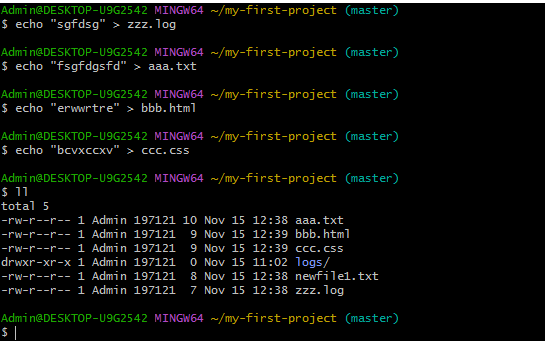 Admin@DESKTOP-U9G2542 MINGW64 ~/my-first-project (master)
$ echo "sgfdsg" > zzz.log
Admin@DESKTOP-U9G2542 MINGW64 ~/my-first-project (master)
$ echo "fsgfdgsfd" > aaa.txt
Admin@DESKTOP-U9G2542 MINGW64 ~/my-first-project (master)
$ echo "erwwrtre" > bbb.html
Admin@DESKTOP-U9G2542 MINGW64 ~/my-first-project (master)
$ echo "bcvxccxv" > ccc.css
Admin@DESKTOP-U9G2542 MINGW64 ~/my-first-project (master)
$ ll
total 5
-rw-r--r-- 1 Admin 197121 10 Nov 15 12:38 aaa.txt
-rw-r--r-- 1 Admin 197121  9 Nov 15 12:39 bbb.html
-rw-r--r-- 1 Admin 197121  9 Nov 15 12:39 ccc.css
drwxr-xr-x 1 Admin 197121  0 Nov 15 11:02 logs/
-rw-r--r-- 1 Admin 197121  8 Nov 15 12:38 newfile1.txt
-rw-r--r-- 1 Admin 197121  7 Nov 15 12:38 zzz.log
Admin@DESKTOP-U9G2542 MINGW64 ~/my-first-project (master)
$